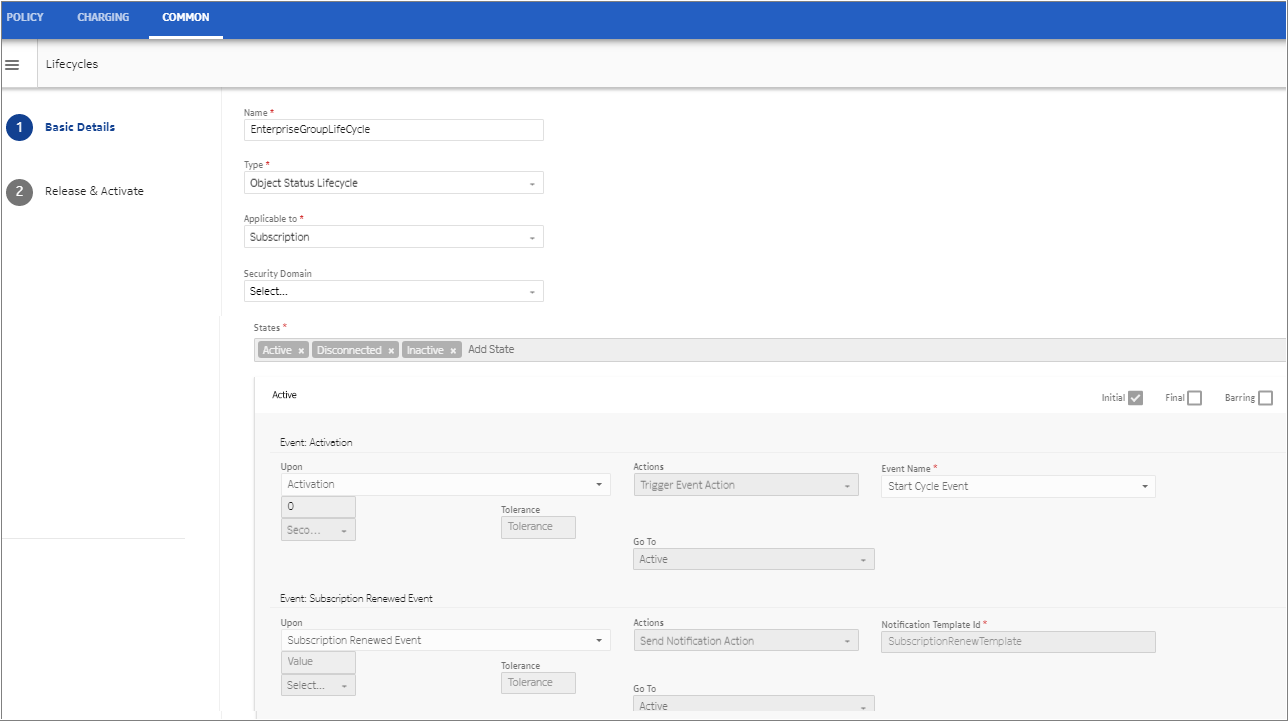 POLICY CHARGING COMMON
Lifecycles
1 Basic Details
2 Release & Activate
Name *
EnterpriseGroupLifeCycle
Type *
Object Status Lifecycle
Applicable to *
Subscription
Security Domain
Select...
States *
Active × Disconnected × Inactive × Add State
Active Initial Final Barring
Event: Activation
Upon Actions Event Name *
Activation Trigger Event Action Start Cycle Event
0
Tolerance
Seco... Tolerance
Go To
Active
Event: Subscription Renewed Event
Upon Actions Notification Template Id *
Subscription Renewed Event Send Notification Action SubscriptionRenewTemplate
Value
Tolerance
Select... Tolerance
Go To
Active